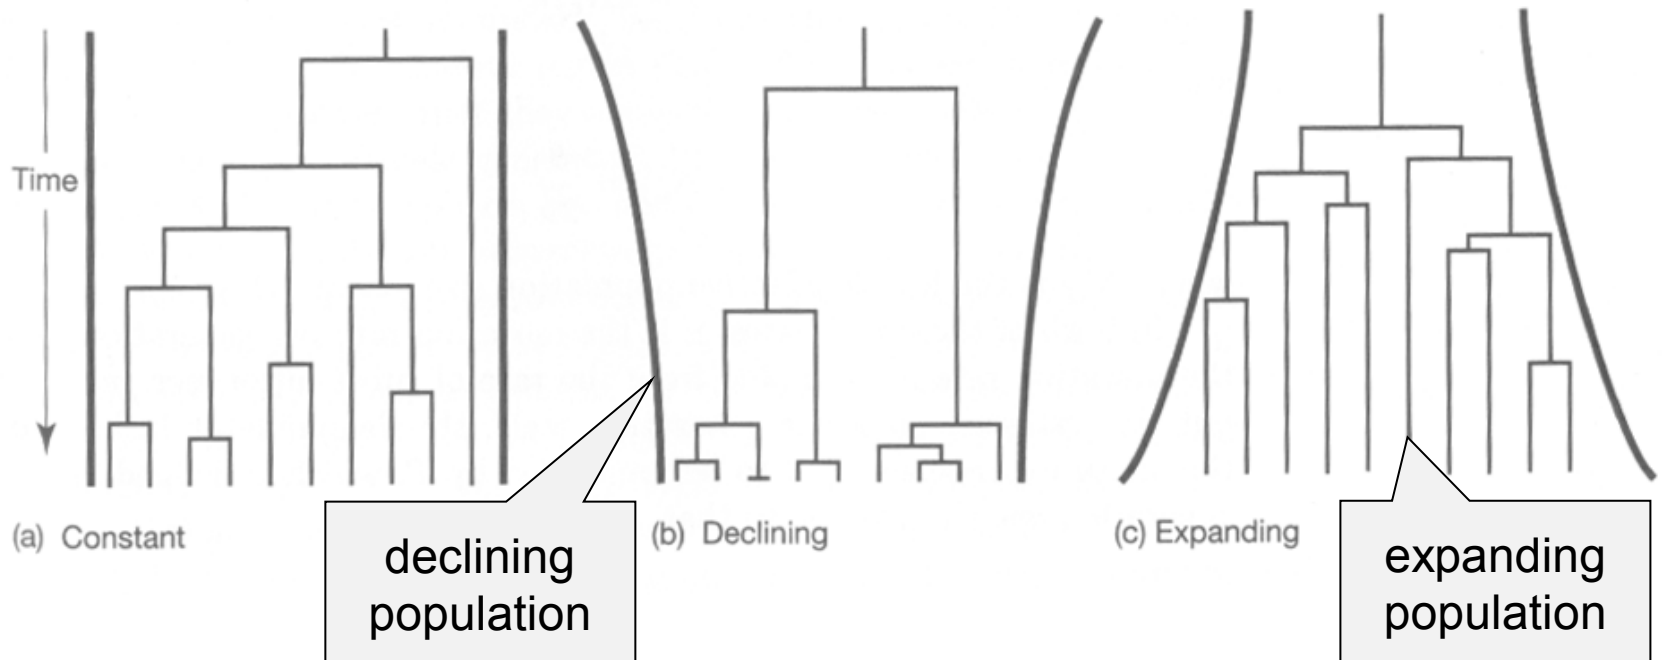 Time
(a) Constant
(b) Declining
(c) Expanding
declining
population
expanding
population